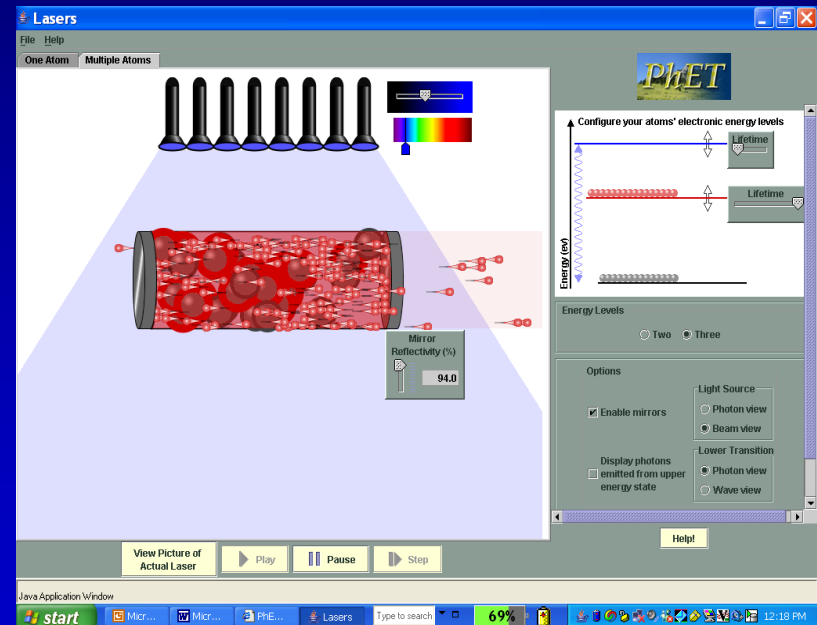 Lasers
File Help
One Atom Multiple Atoms
PhET
Configure your atoms' electronic energy levels
Lifetime
Lifetime
Energy (ev)
Energy Levels
Two Three
Mirror
Reflectivity (%)
94.0
Options
Light Source
Enable mirrors
Photon view
Beam view
Lower Transition
Display photons
emitted from upper
energy state
Photon view
Wave view
Help!
View Picture of
Actual Laser
Play
Pause
Step
Java Application Window
start Micr... Micr... PhE... Lasers Type to search 69% 12:18 PM